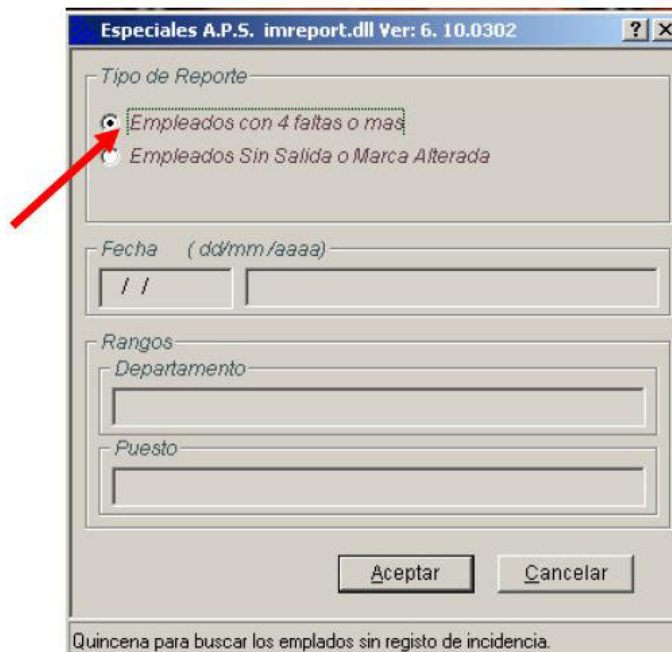 Especiales A.P.S. imreport.dll Ver: 6. 10.0302
Tipo de Reporte
Empleados con 4 faltas o mas
Empleados Sin Salida o Marca Alterada
Fecha ( dd/mm/aaaa)
/ /
Rangos
Departamento
Puesto
Aceptar Cancelar
Quincena para buscar los emplados sin registo de incidencia.